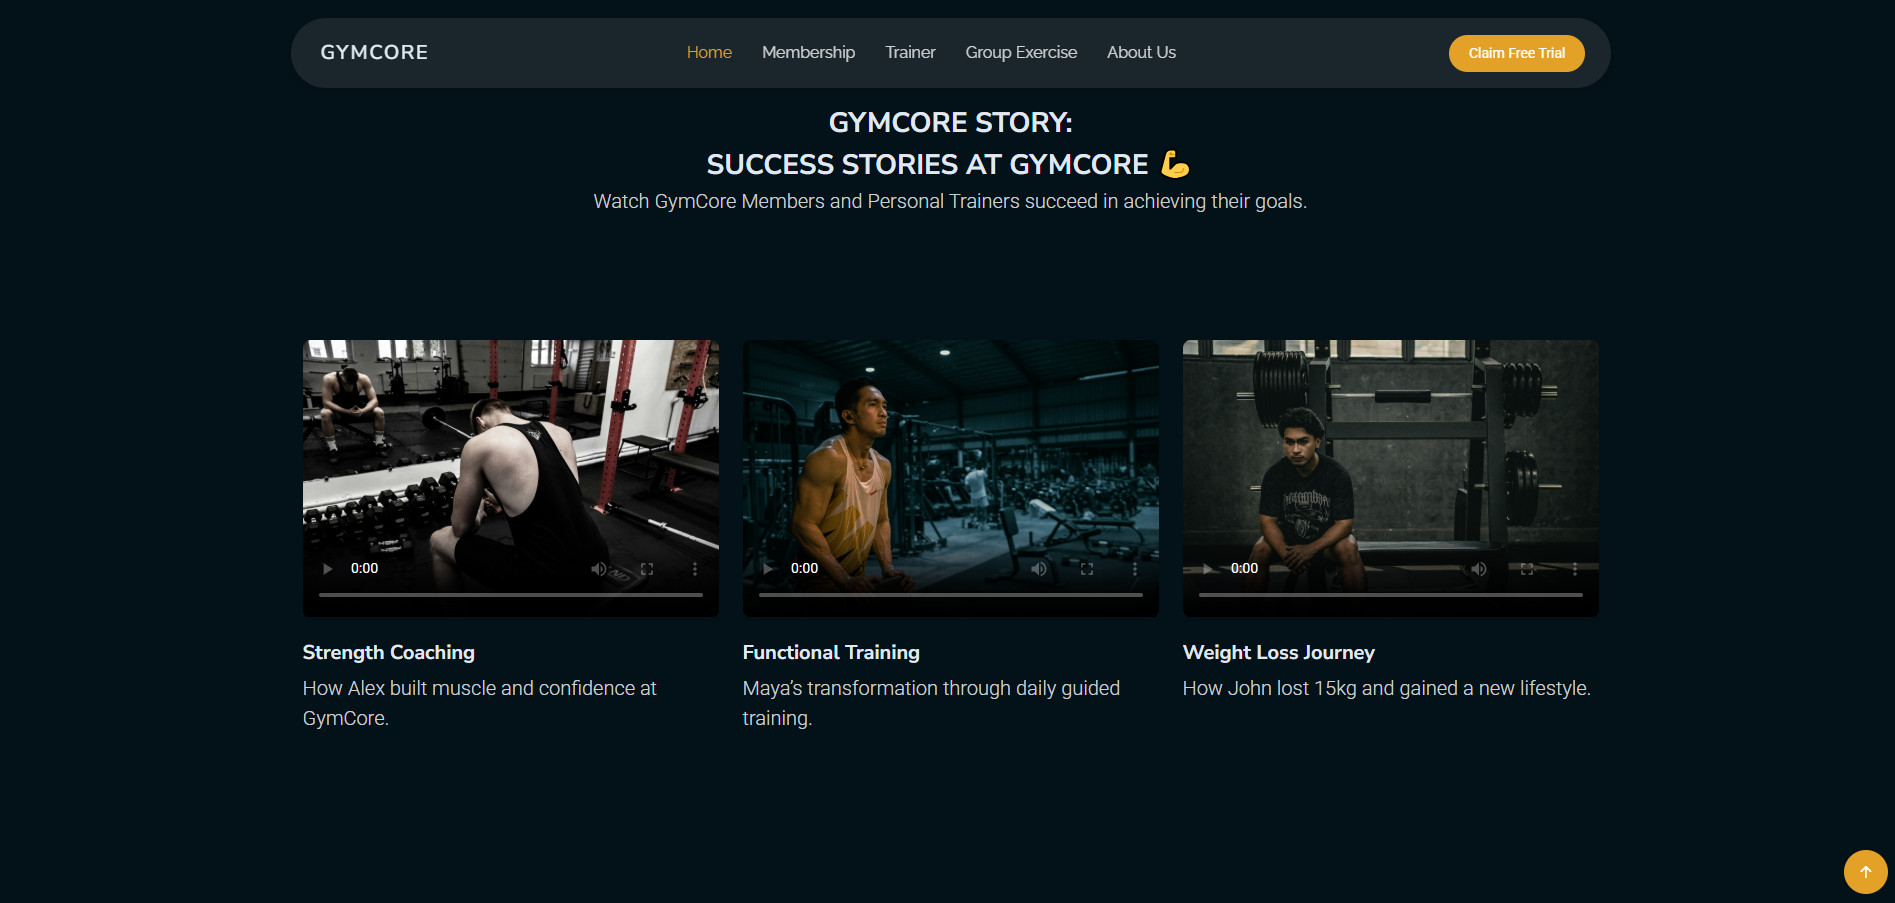 GYMCORE
Home Membership Trainer Group Exercise About Us
Claim Free Trial
GYMCORE STORY:
SUCCESS STORIES AT GYMCORE 💪
Watch GymCore Members and Personal Trainers succeed in achieving their goals.
0:00
0:00
0:00
Strength Coaching
How Alex built muscle and confidence at
GymCore.
Functional Training
Maya’s transformation through daily guided
training.
Weight Loss Journey
How John lost 15kg and gained a new lifestyle.